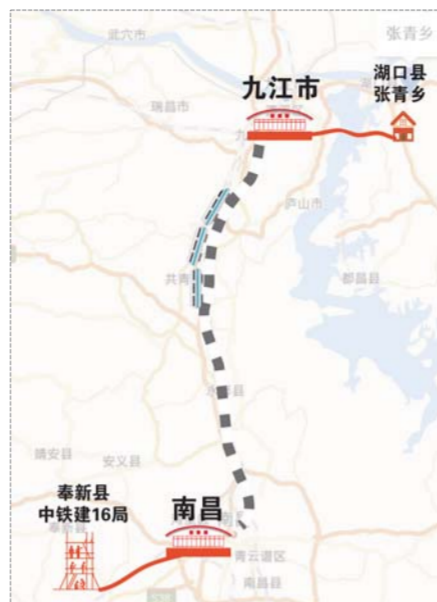 武穴市
张青乡
九江市
湖口县
张青乡
瑞昌市
庐山市
共青
都昌县
靖安县
安义县
奉新县
中铁建16局
南昌
青云谱区
南昌县